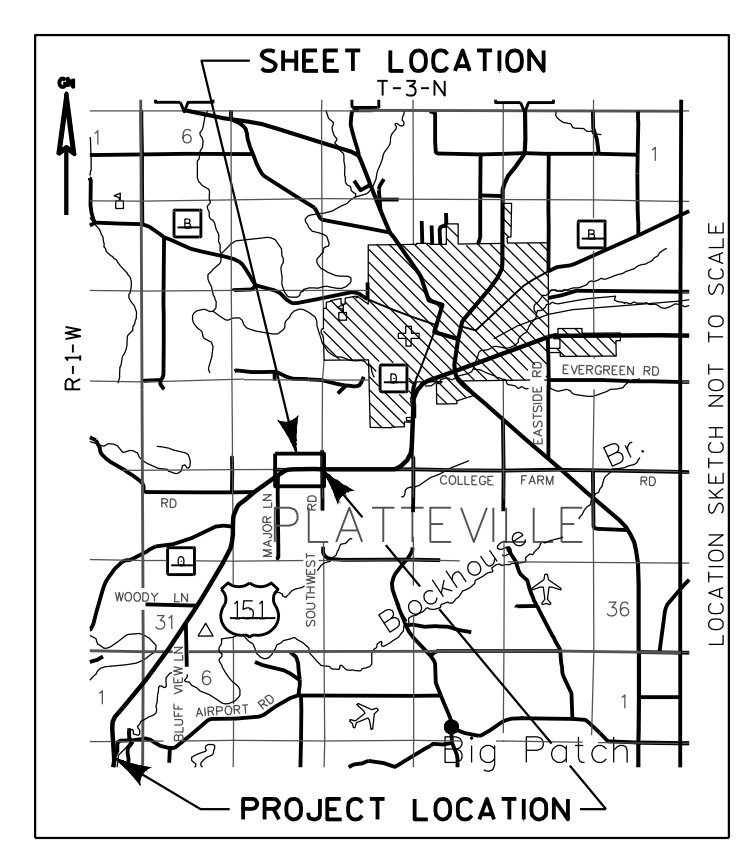 SHEET LOCATION
T-3-N
GN
1
6
1
B
B
R-1-W
LOCATION SKETCH NOT TO SCALE
D
EASTSIDE RD
EVERGREEN RD
Br.
COLLEGE FARM RD
RD
MAJOR LN
RD
PLATTEVILLE
SOUTHWEST
Blockhouse
WOODY LN
151
31
36
BLUFF VIEW LN
6
1
AIRPORT RD
1
Big Patch
PROJECT LOCATION